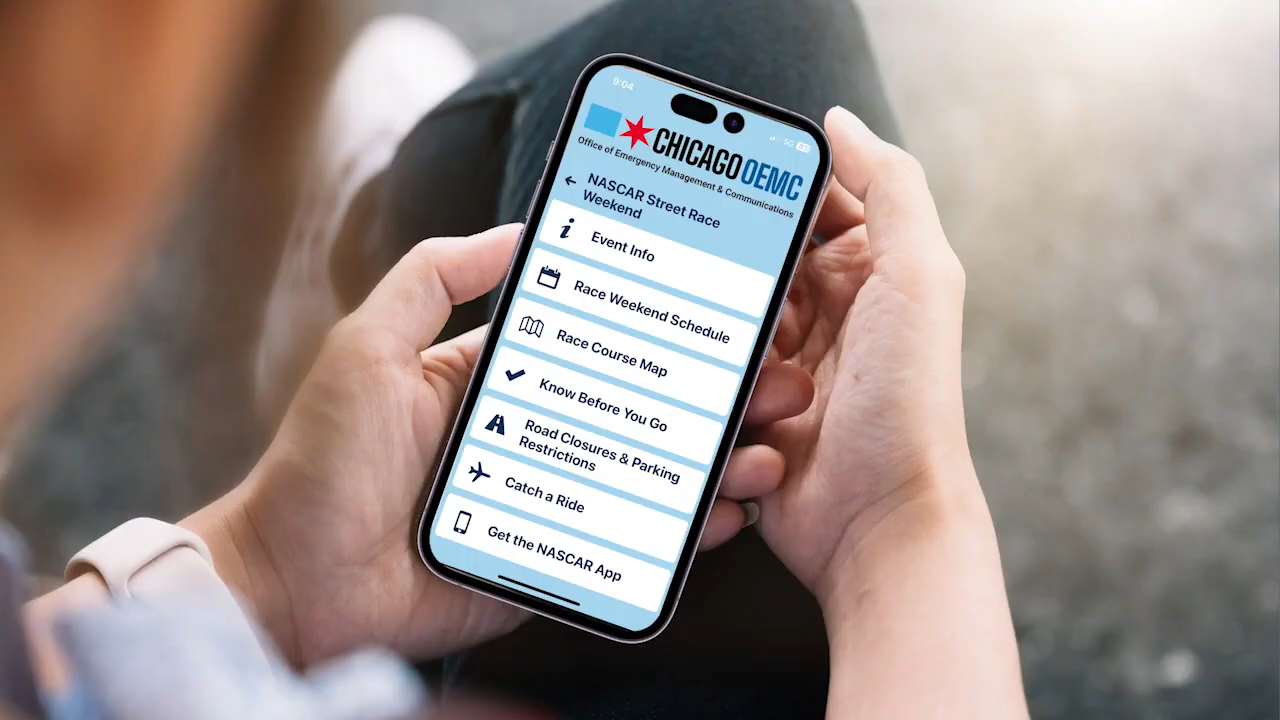 9:04
5G
CHICAGO OEMC
Office of Emergency Management & Communications
NASCAR Street Race
Weekend
Event Info
Race Weekend Schedule
Race Course Map
Know Before You Go
Road Closures & Parking
Restrictions
Catch a Ride
Get the NASCAR App